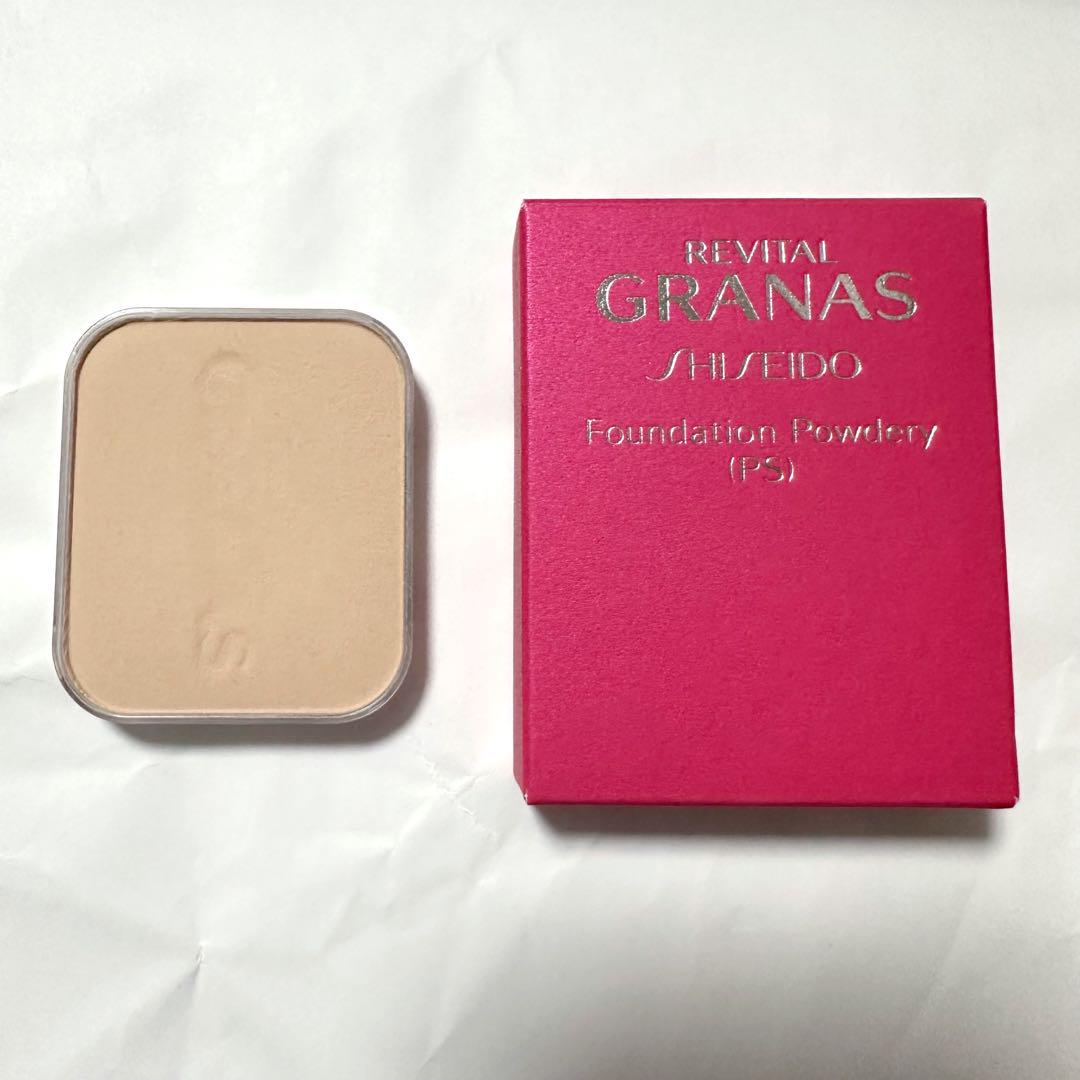 REVITAL
GRANAS
SHISEIDO
Foundation Powdery
(PS)
S